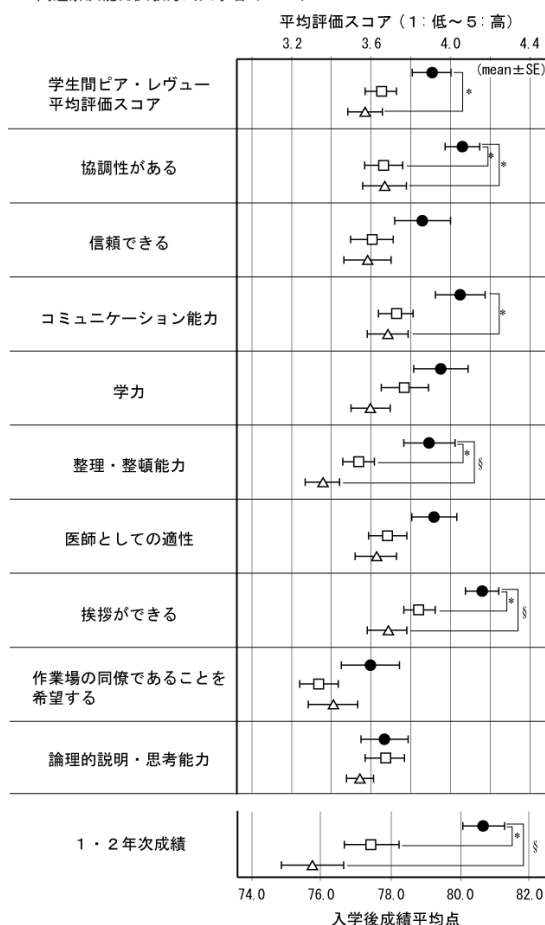 平均評価スコア（1：低～5：高）
3.2 3.6 4.0 4.4
(mean±SE)
学生間ピア・レヴュー
平均評価スコア
*
協調性がある
* *
信頼できる
コミュニケーション能力
*
学力
整理・整頓能力
* §
医師としての適性
挨拶ができる
* §
作業場の同僚であることを
希望する
論理的説明・思考能力
１・２年次成績
* §
74.0 76.0 78.0 80.0 82.0
入学後成績平均点